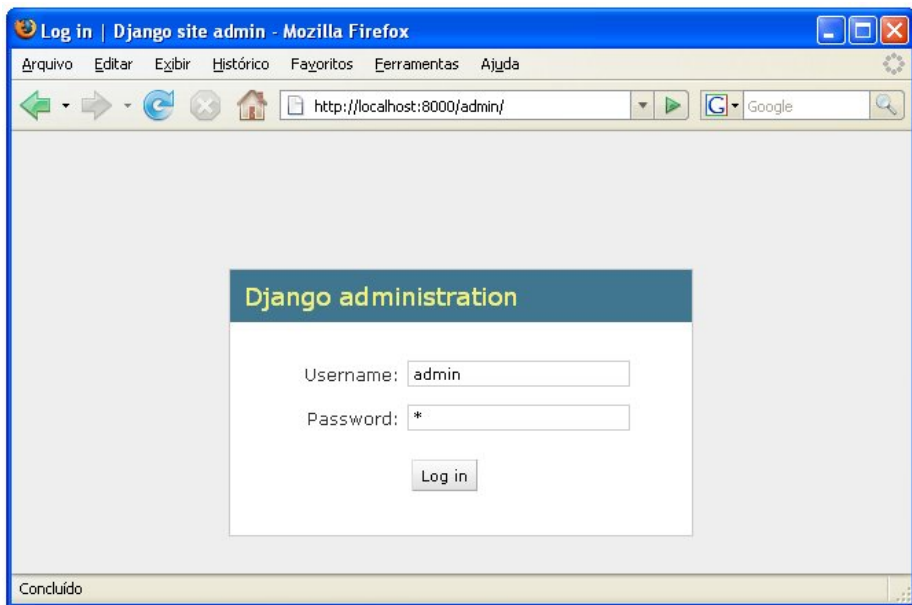 Log in | Django site admin - Mozilla Firefox
Arquivo Editar Exibir Histórico Favoritos Ferramentas Ajuda
http://localhost:8000/admin/ G Google
Django administration
Username: admin
Password: *
Log in
Concluído